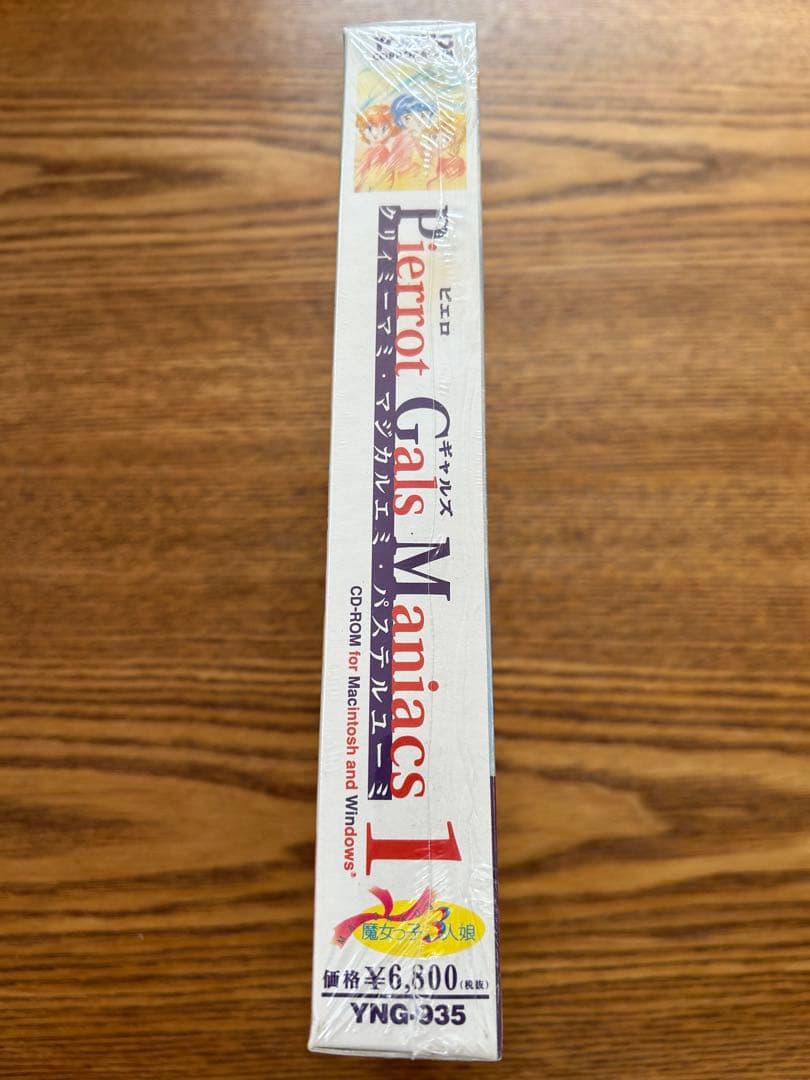 Pierrot Gals Maniacs 1
ピエロ
ギャルズ
クリィミーマミ・マジカルエミ・パステルユーミ
CD-ROM for Macintosh and Windows®
魔女っ子3人娘
価格¥6,800(税抜)
YNG-935